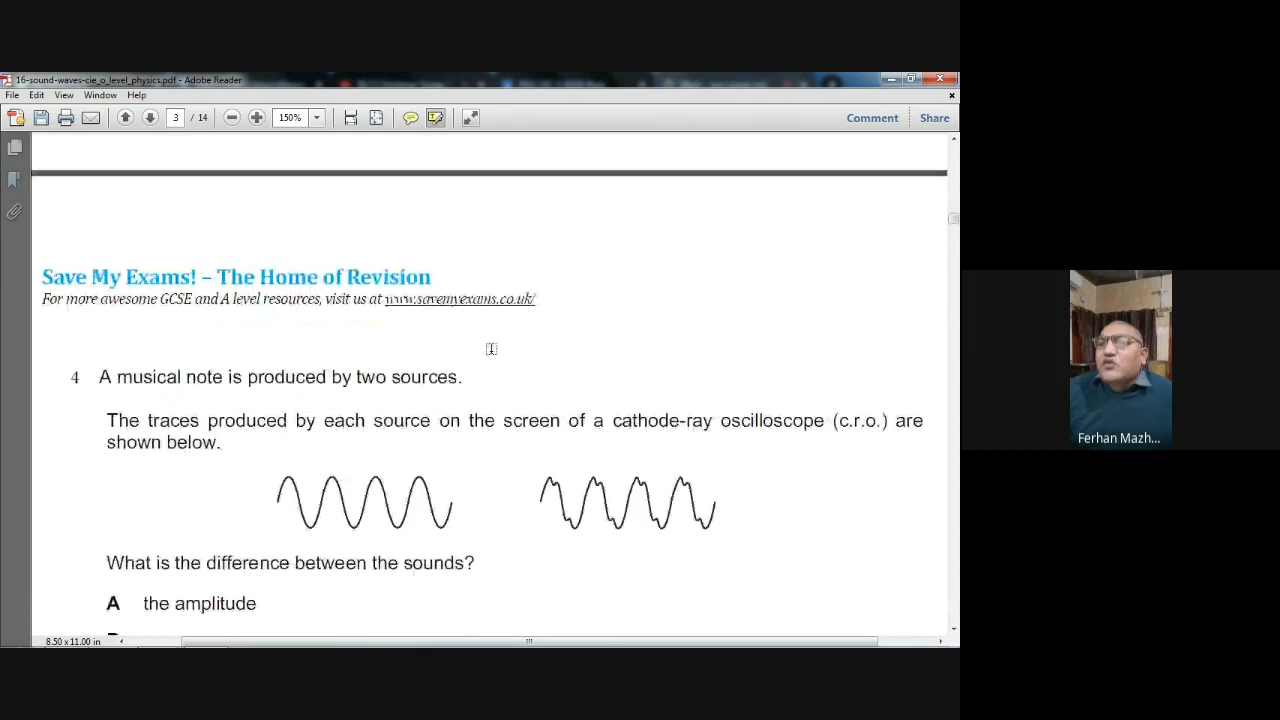 16-sound-waves-cie_o_level_physics.pdf - Adobe Reader
File Edit View Window Help
3 / 14 150% Comment Share
Save My Exams! – The Home of Revision
For more awesome GCSE and A level resources, visit us at www.savemyexams.co.uk/
4 A musical note is produced by two sources.
The traces produced by each source on the screen of a cathode-ray oscilloscope (c.r.o.) are
shown below.
What is the difference between the sounds?
A the amplitude
8.50 x 11.00 in
Ferhan Mazh...